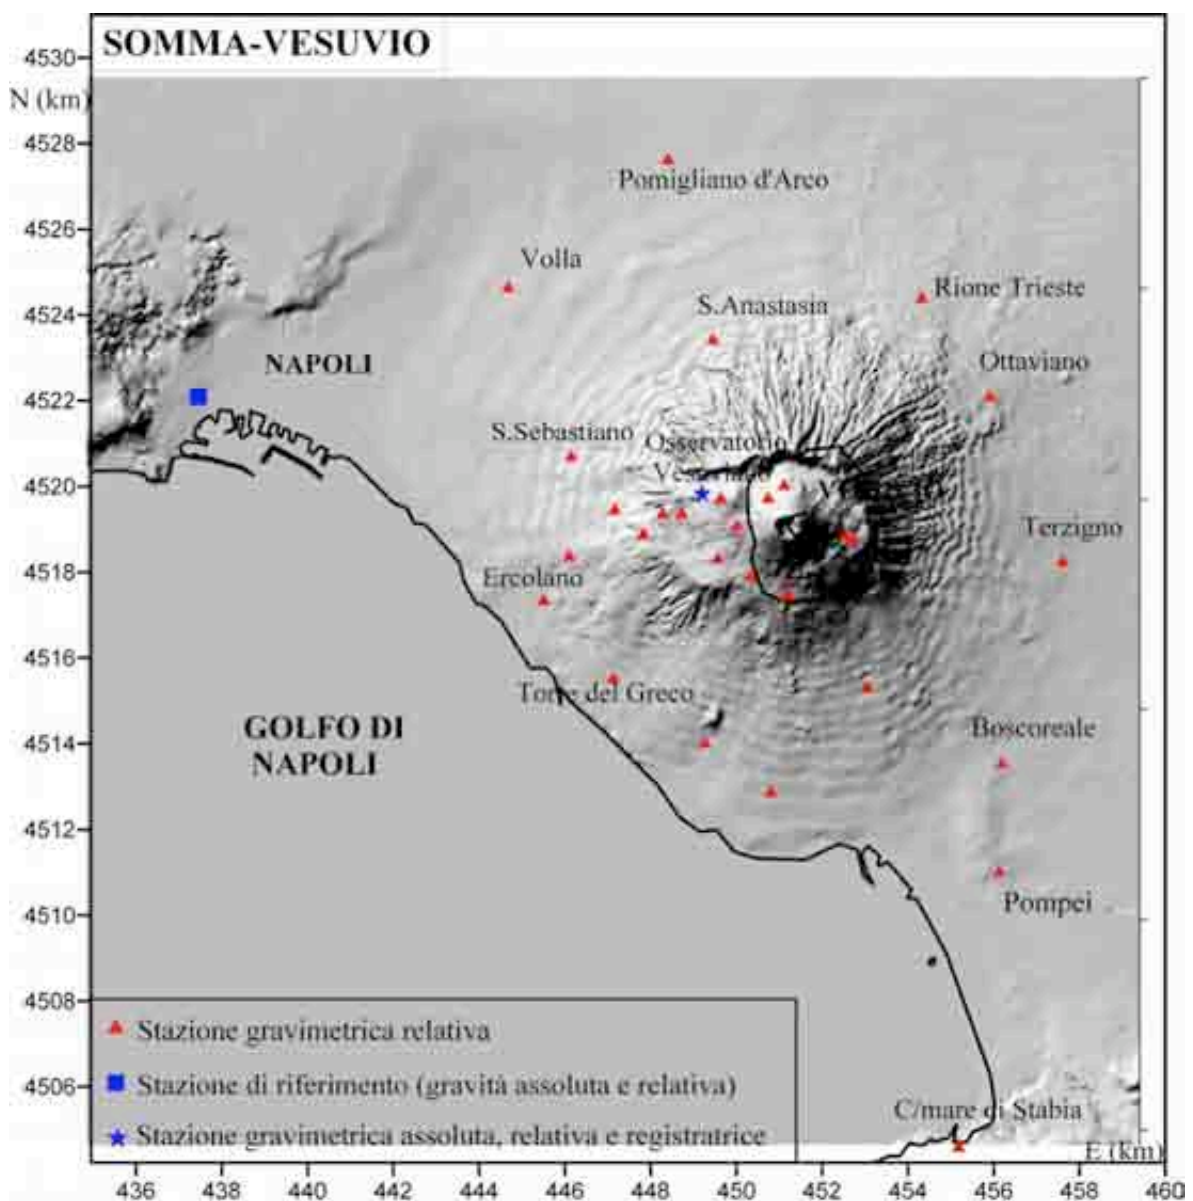 SOMMA-VESUVIO
4530
N (km)
4528
Pomigliano d'Arco
4526
Volla
Rione Trieste
S.Anastasia
4524
NAPOLI
Ottaviano
4522
S.Sebastiano
Osservatorio
Vesuviano
4520
Terzigno
4518
Ercolano
4516
Torre del Greco
GOLFO DI
NAPOLI
Boscoreale
4514
4512
Pompei
4510
4508
Stazione gravimetrica relativa
4506
Stazione di riferimento (gravità assoluta e relativa)
C/mare di Stabia
Stazione gravimetrica assoluta, relativa e registratrice
E (km)
436 438 440 442 444 446 448 450 452 454 456 458 460